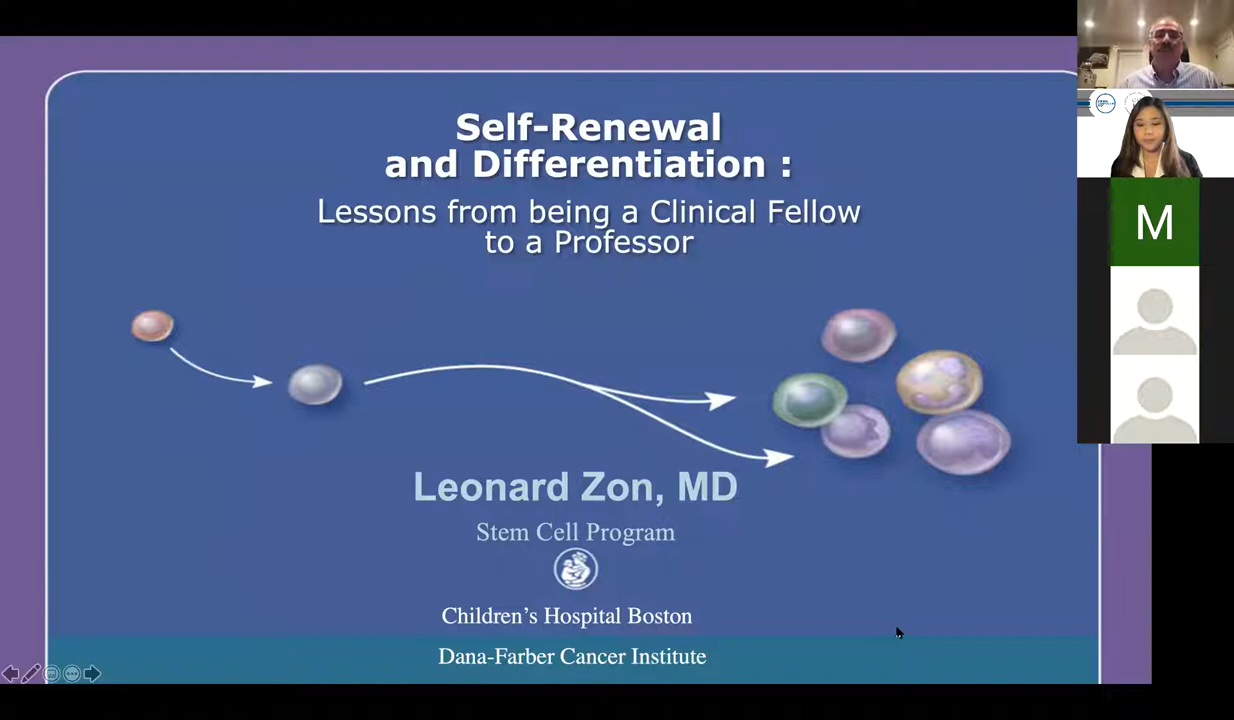 Self-Renewal
and Differentiation :
Lessons from being a Clinical Fellow
to a Professor
Leonard Zon, MD
Stem Cell Program
Children's Hospital Boston
Dana-Farber Cancer Institute
M